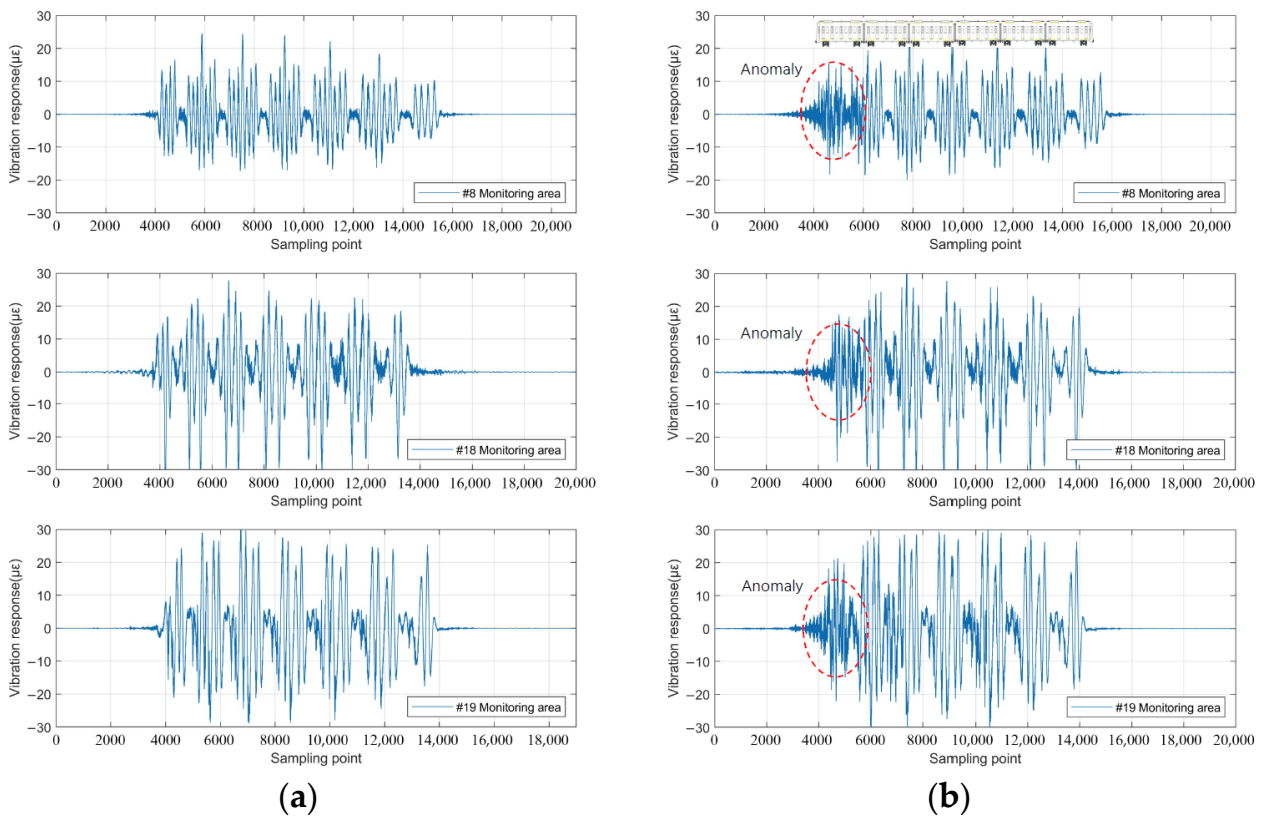 30
20
10
0
−10
−20
−30
Vibration response(με)
#8 Monitoring area
0 2000 4000 6000 8000 10,000 12,000 14,000 16,000 18,000 20,000
Sampling point
30
20
10
0
−10
−20
−30
Vibration response(με)
#18 Monitoring area
0 2000 4000 6000 8000 10,000 12,000 14,000 16,000 18,000 20,000
Sampling point
30
20
10
0
−10
−20
−30
Vibration response(με)
#19 Monitoring area
0 2000 4000 6000 8000 10,000 12,000 14,000 16,000 18,000
Sampling point
(a)
30
20
10
0
−10
−20
−30
Vibration response(με)
Anomaly
#8 Monitoring area
0 2000 4000 6000 8000 10,000 12,000 14,000 16,000 18,000 20,000
Sampling point
30
20
10
0
−10
−20
−30
Vibration response(με)
Anomaly
#18 Monitoring area
0 2000 4000 6000 8000 10,000 12,000 14,000 16,000 18,000 20,000
Sampling point
30
20
10
0
−10
−20
−30
Vibration response(με)
Anomaly
#19 Monitoring area
0 2000 4000 6000 8000 10,000 12,000 14,000 16,000 18,000 20,000
Sampling point
(b)